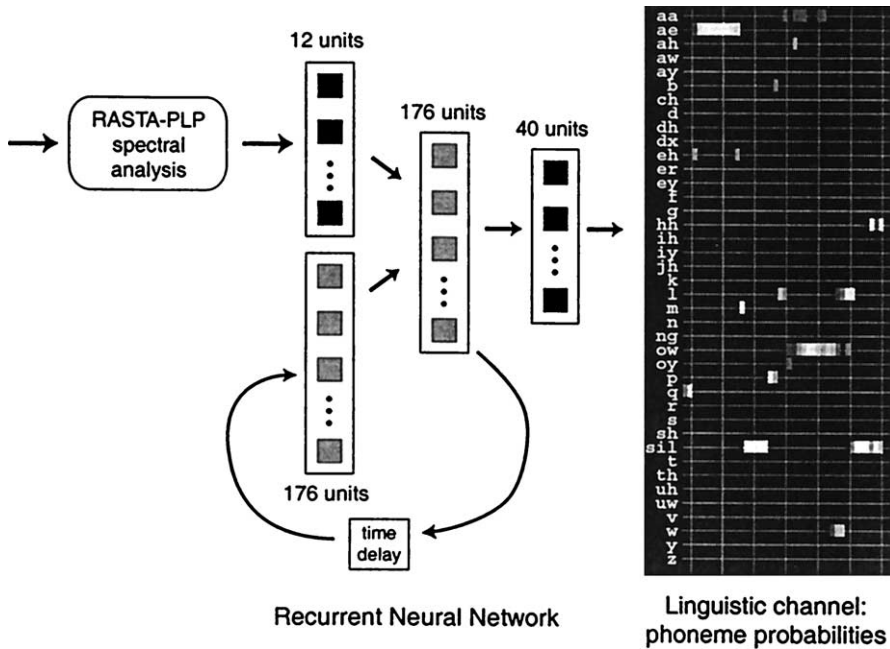 12 units
RASTA-PLP
spectral
analysis
176 units
40 units
176 units
time
delay
Recurrent Neural Network
aa
ae
ah
aw
ay
b
ch
d
dh
dx
eh
er
ey
f
g
hh
ih
iy
jh
k
l
m
n
ng
ow
oy
p
q
r
s
sh
sil
t
th
uh
uw
v
w
y
z
Linguistic channel:
phoneme probabilities